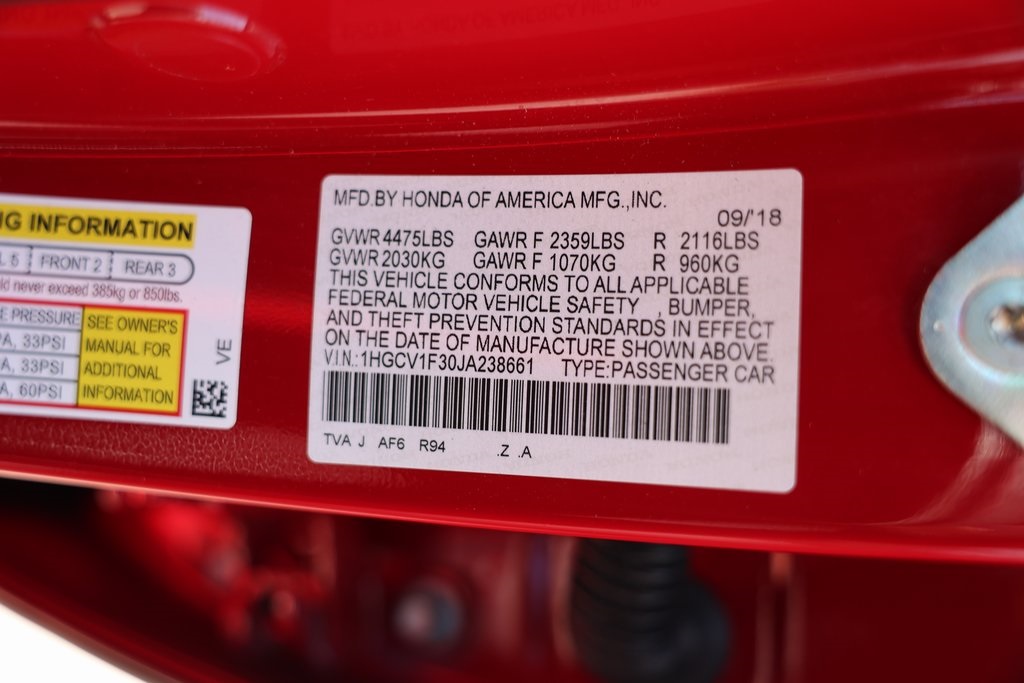 NG INFORMATION
L 5 FRONT 2 REAR 3
ld never exceed 385kg or 850lbs.
E PRESSURE
PA, 33PSI
A, 33PSI
A, 60PSI
SEE OWNER'S
MANUAL FOR
ADDITIONAL
INFORMATION
VE
MFD.BY HONDA OF AMERICA MFG.,INC.
09/'18
GVWR 4475LBS GAWR F 2359LBS R 2116LBS
GVWR 2030KG GAWR F 1070KG R 960KG
THIS VEHICLE CONFORMS TO ALL APPLICABLE
FEDERAL MOTOR VEHICLE SAFETY , BUMPER,
AND THEFT PREVENTION STANDARDS IN EFFECT
ON THE DATE OF MANUFACTURE SHOWN ABOVE.
V.I.N.:1HGCV1F30JA238661 TYPE:PASSENGER CAR
TVA J AF6 R94 .Z .A